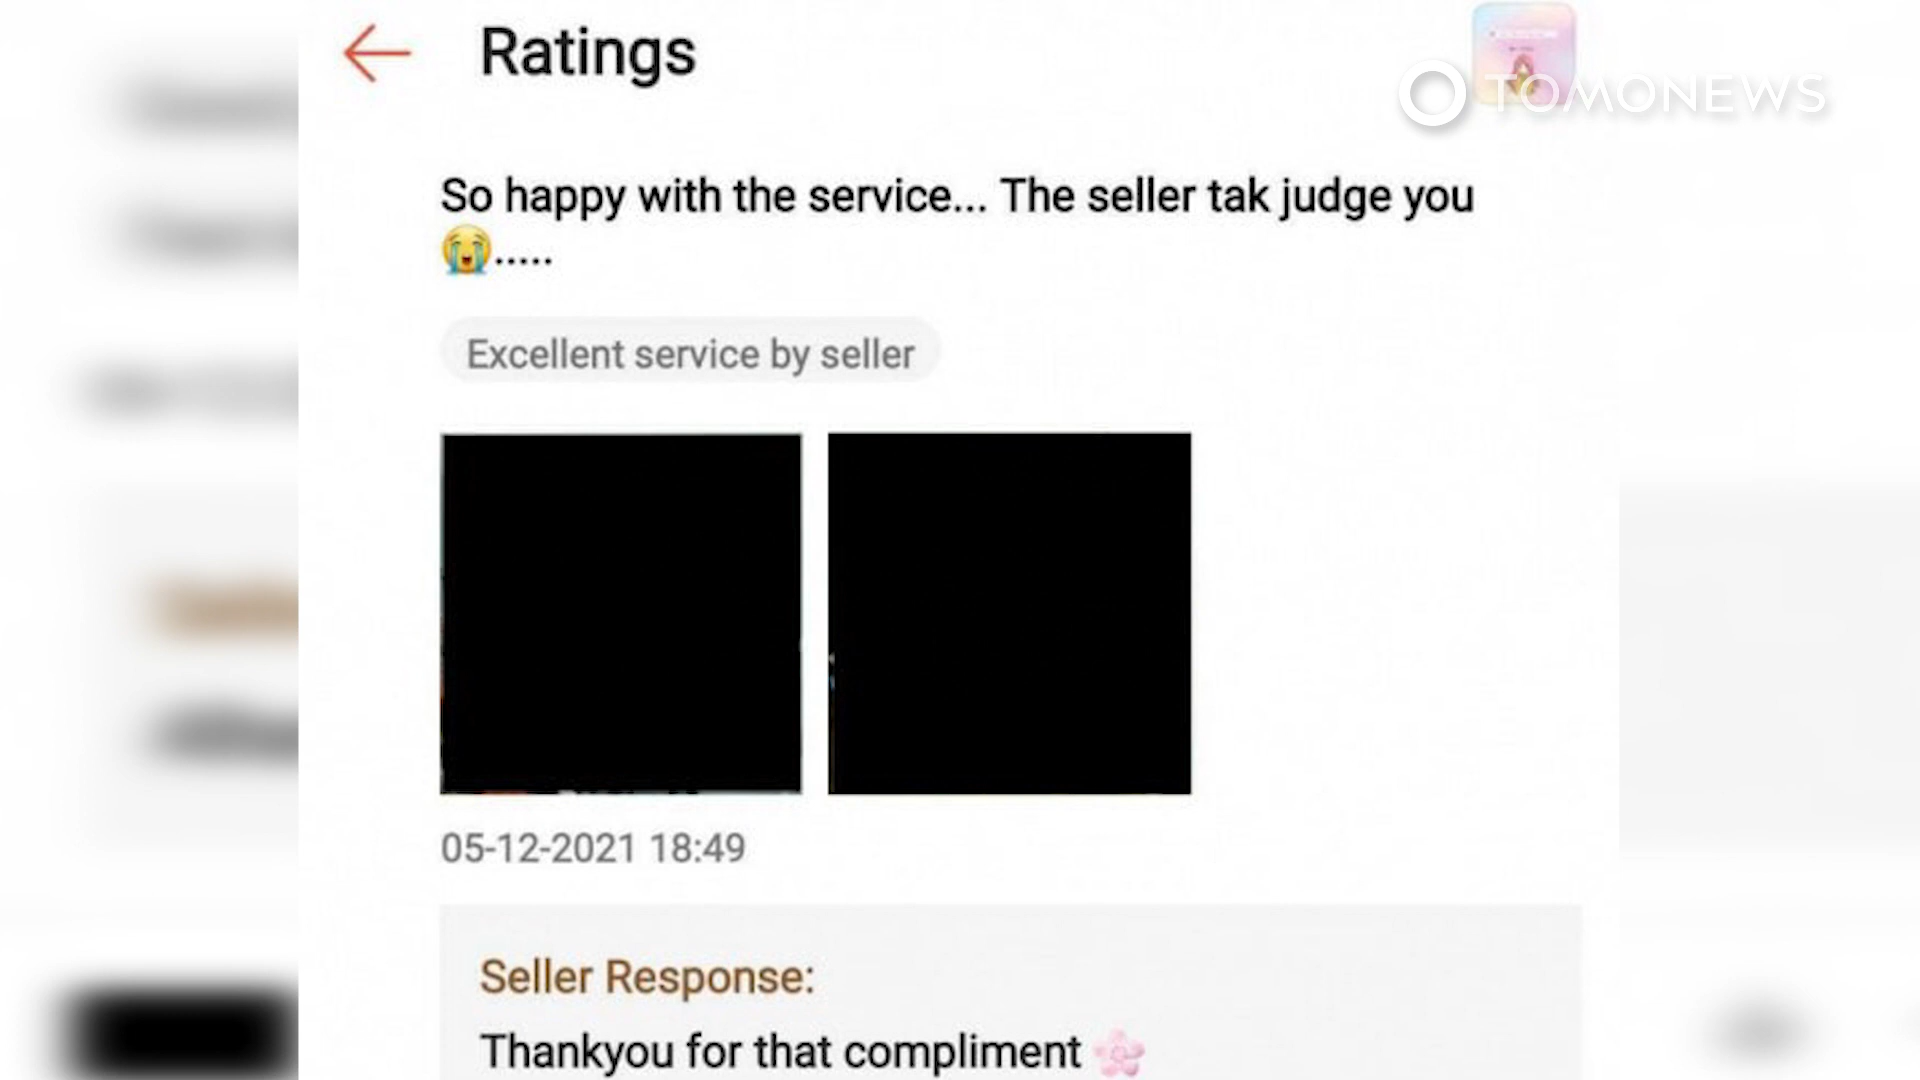 Ratings
TOMONEWS
So happy with the service... The seller tak judge you
😭.....
Excellent service by seller
05-12-2021 18:49
Seller Response:
Thankyou for that compliment 🌸